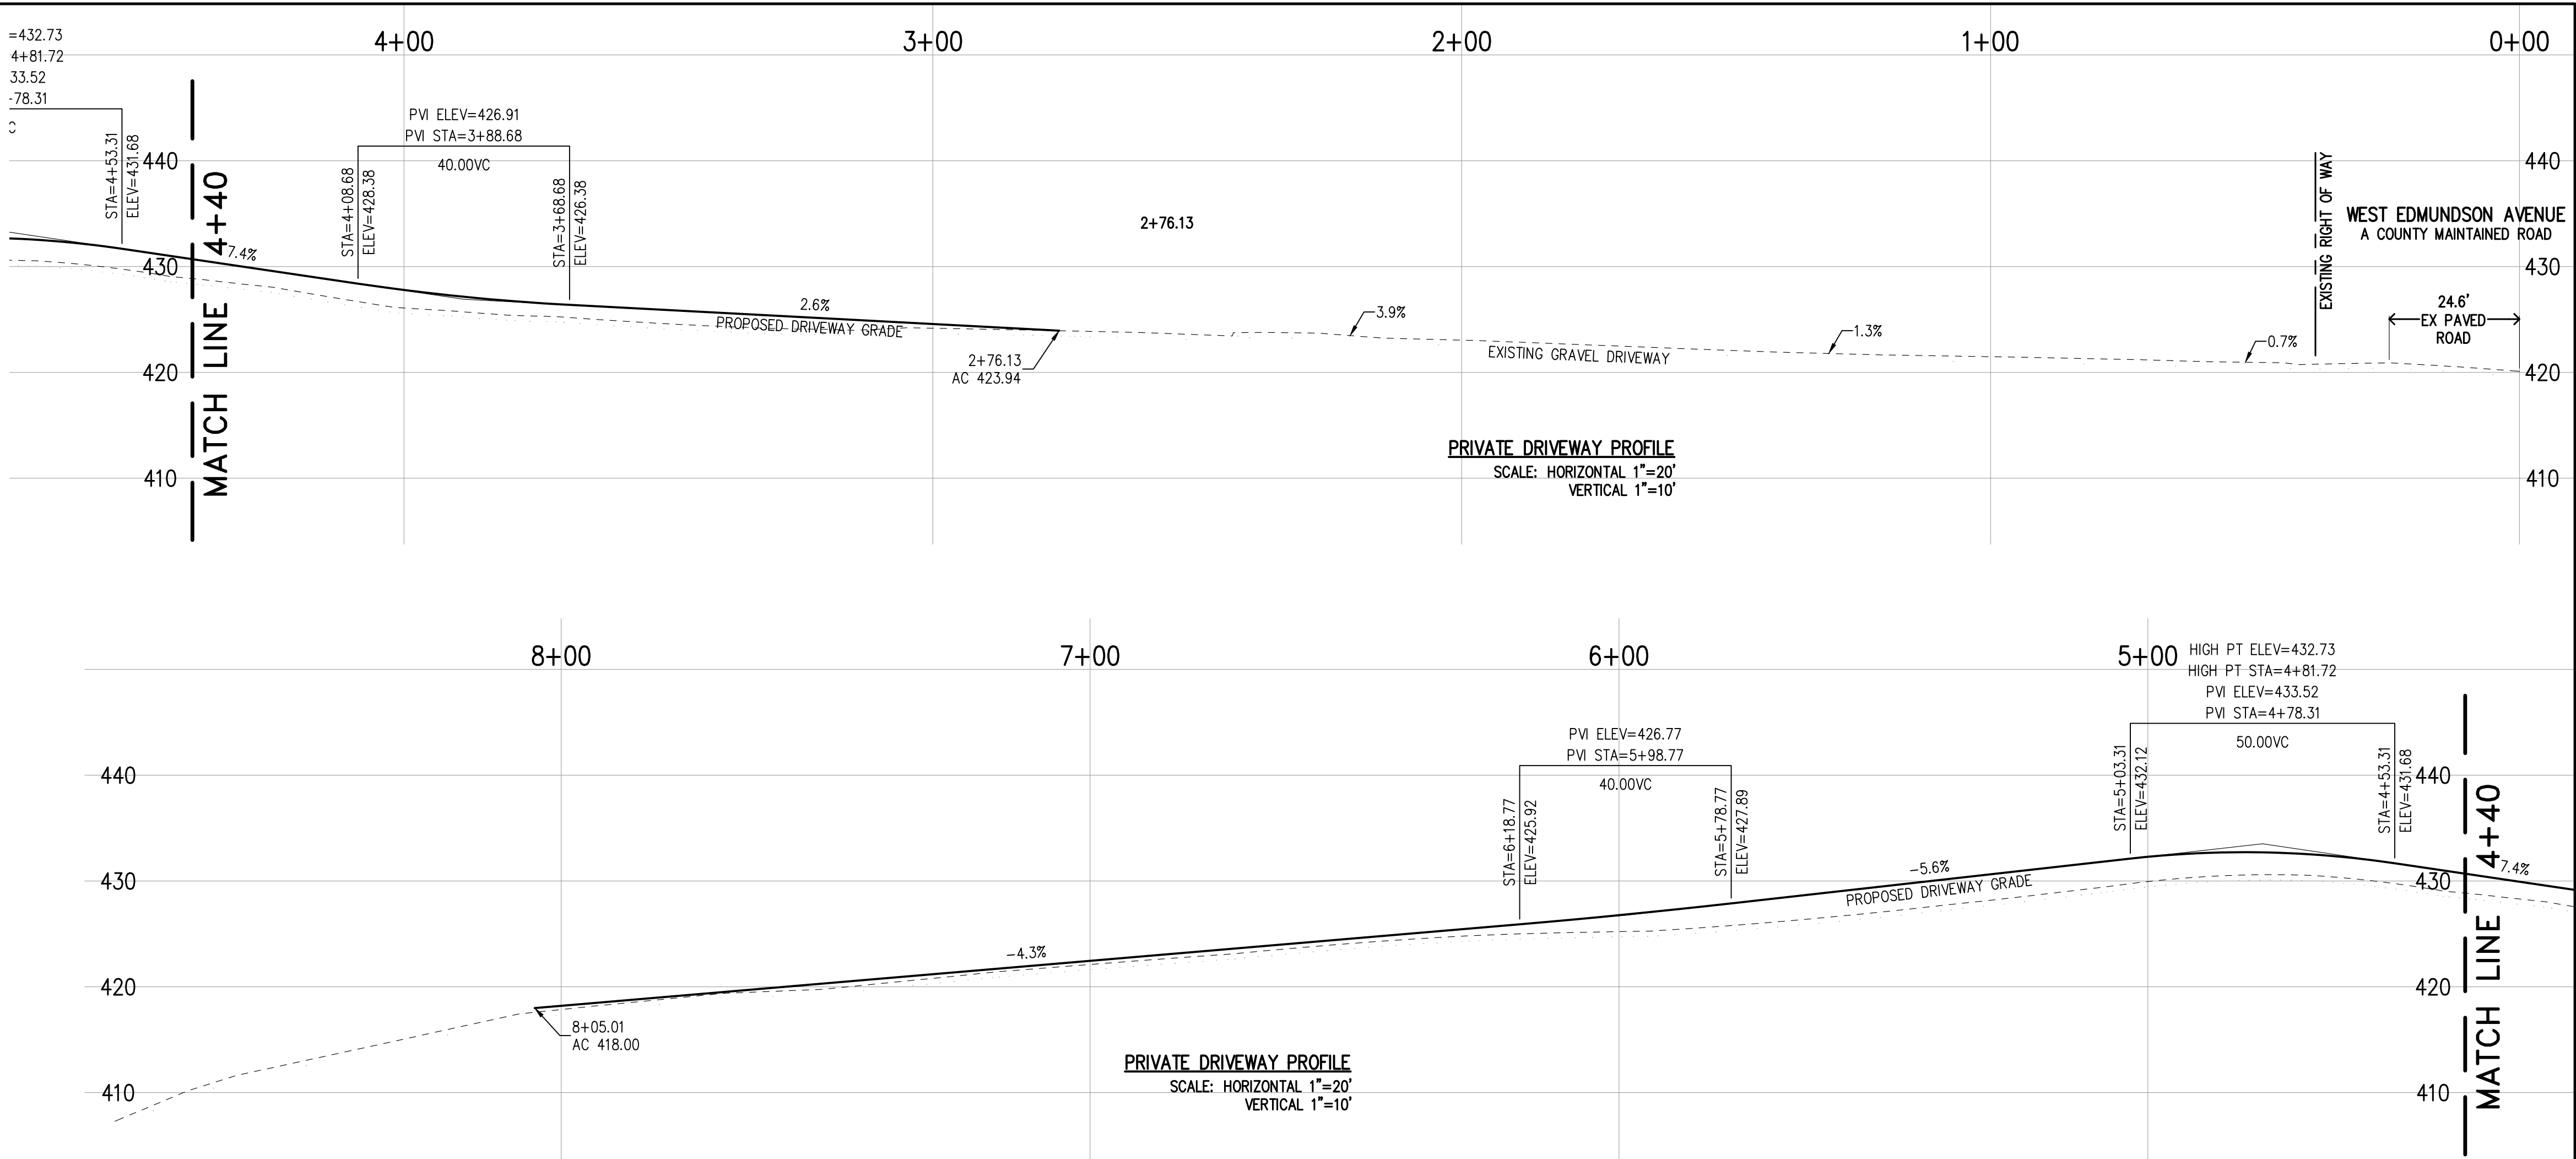 4+00
3+00
2+00
1+00
0+00
=432.73
4+81.72
33.52
-78.31
STA=4+53.31
ELEV=431.68
MATCH LINE 4+40
7.4%
PVI ELEV=426.91
PVI STA=3+88.68
40.00VC
STA=4+08.68
ELEV=428.38
STA=3+68.68
ELEV=426.38
2+76.13
440
430
420
410
2.6%
PROPOSED DRIVEWAY GRADE
2+76.13
AC 423.94
3.9%
EXISTING GRAVEL DRIVEWAY
1.3%
0.7%
EXISTING RIGHT OF WAY
WEST EDMUNDSON AVENUE
A COUNTY MAINTAINED ROAD
24.6'
EX PAVED
ROAD
440
430
420
410
PRIVATE DRIVEWAY PROFILE
SCALE: HORIZONTAL 1"=20'
VERTICAL 1"=10'
8+00
7+00
6+00
5+00
HIGH PT ELEV=432.73
HIGH PT STA=4+81.72
PVI ELEV=433.52
PVI STA=4+78.31
50.00VC
STA=5+03.31
ELEV=432.12
STA=4+53.31
ELEV=431.68
PVI ELEV=426.77
PVI STA=5+98.77
40.00VC
STA=6+18.77
ELEV=425.92
STA=5+78.77
ELEV=427.89
440
430
420
410
-5.6%
PROPOSED DRIVEWAY GRADE
-4.3%
8+05.01
AC 418.00
440
430
420
410
MATCH LINE 4+40
7.4%
PRIVATE DRIVEWAY PROFILE
SCALE: HORIZONTAL 1"=20'
VERTICAL 1"=10'